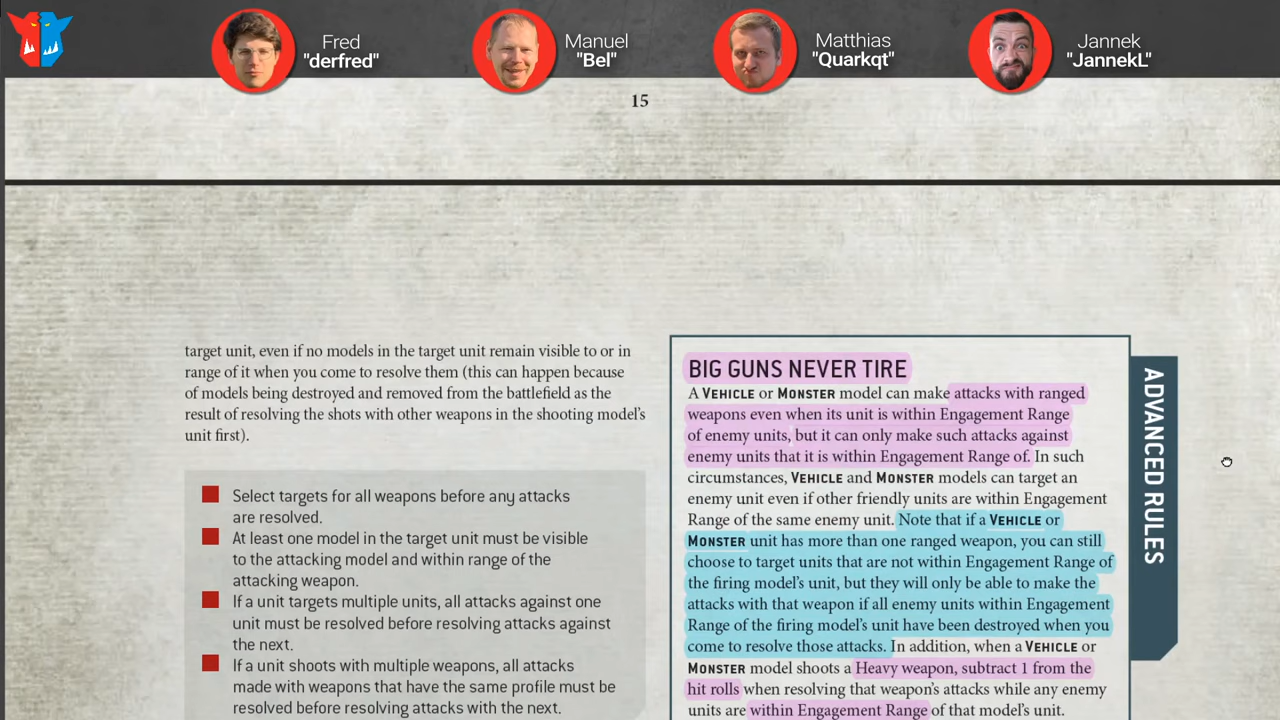 Fred
"derfred"
Manuel
"Bel"
Matthias
"Quarkqt"
Jannek
"JannekL"
15
target unit, even if no models in the target unit remain visible to or in
range of it when you come to resolve them (this can happen because
of models being destroyed and removed from the battlefield as the
result of resolving the shots with other weapons in the shooting model's
unit first).
Select targets for all weapons before any attacks
are resolved.
At least one model in the target unit must be visible
to the attacking model and within range of the
attacking weapon.
If a unit targets multiple units, all attacks against one
unit must be resolved before resolving attacks against
the next.
If a unit shoots with multiple weapons, all attacks
made with weapons that have the same profile must be
resolved before resolving attacks with the next.
BIG GUNS NEVER TIRE
A VEHICLE or MONSTER model can make attacks with ranged
weapons even when its unit is within Engagement Range
of enemy units, but it can only make such attacks against
enemy units that it is within Engagement Range of. In such
circumstances, VEHICLE and MONSTER models can target an
enemy unit even if other friendly units are within Engagement
Range of the same enemy unit. Note that if a VEHICLE or
MONSTER unit has more than one ranged weapon, you can still
choose to target units that are not within Engagement Range of
the firing model's unit, but they will only be able to make the
attacks with that weapon if all enemy units within Engagement
Range of the firing model's unit have been destroyed when you
come to resolve those attacks. In addition, when a VEHICLE or
MONSTER model shoots a Heavy weapon, subtract 1 from the
hit rolls when resolving that weapon's attacks while any enemy
units are within Engagement Range of that model's unit.
ADVANCED RULES